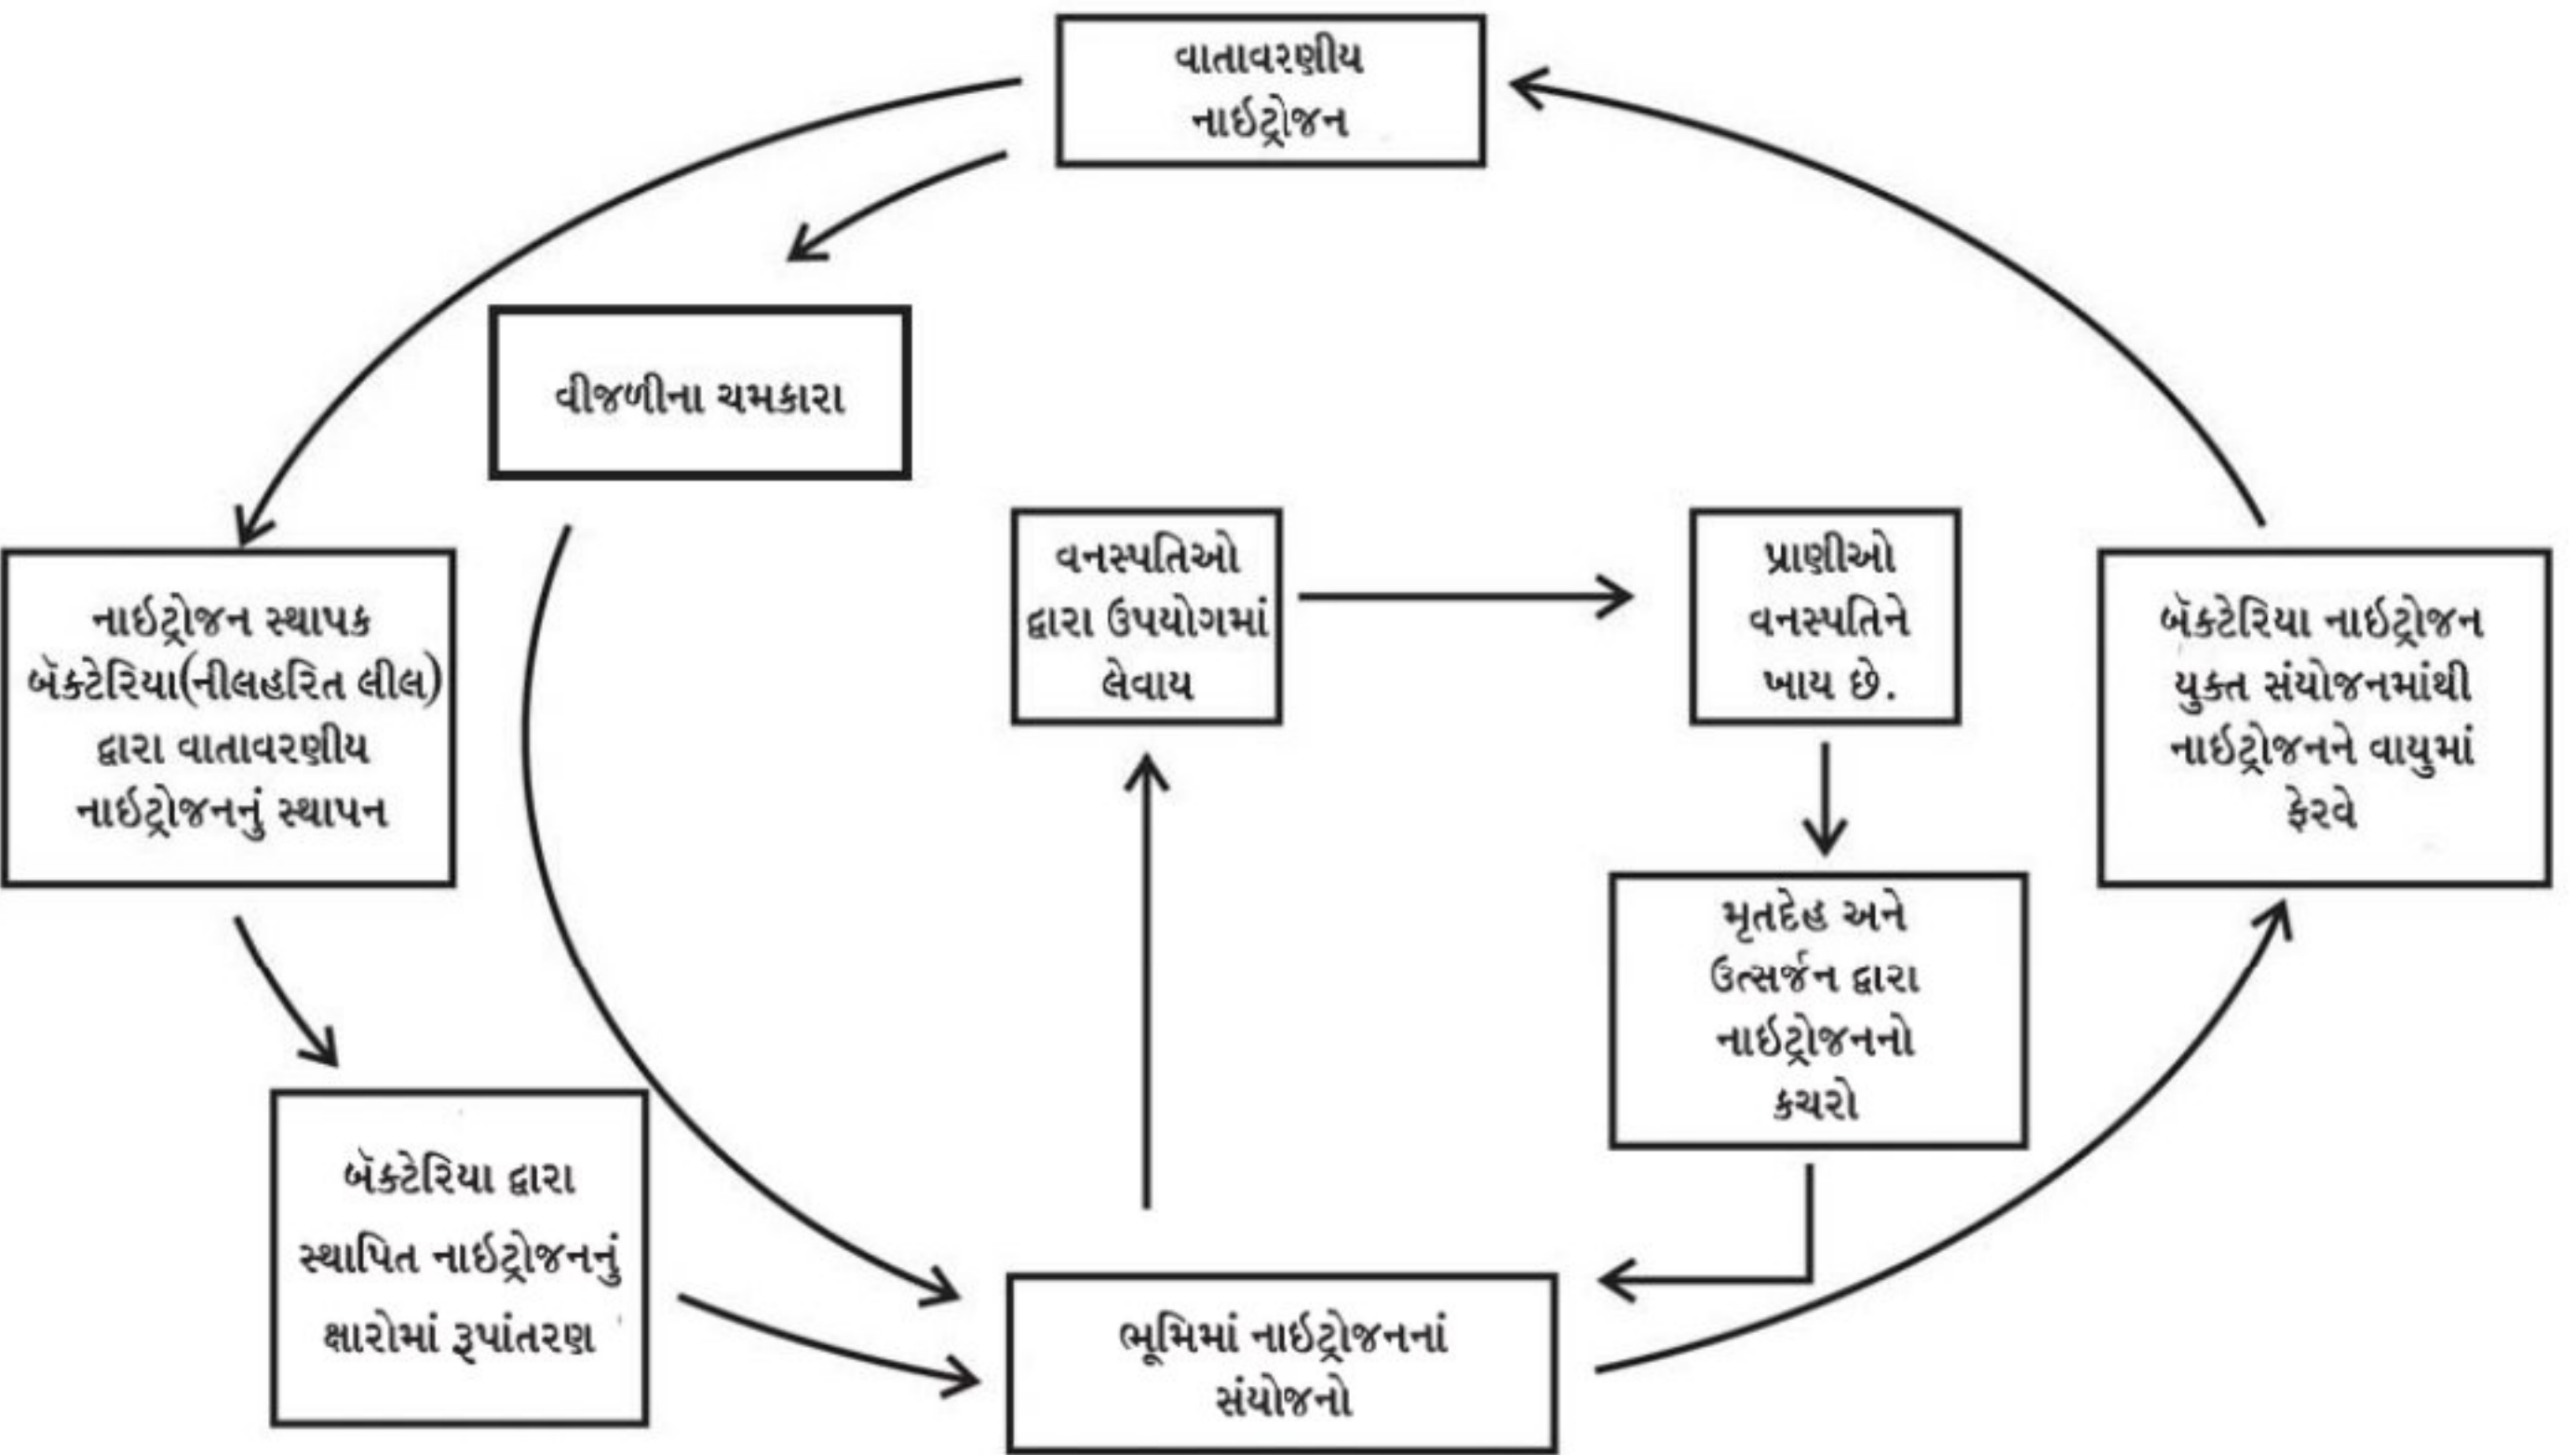 વાતાવરણીય
નાઇટ્રોજન
વીજળીના ચમકારા
નાઇટ્રોજન સ્થાપક
બૅક્ટેરિયા(નીલહરિત લીલ)
દ્વારા વાતાવરણીય
નાઇટ્રોજનનું સ્થાપન
વનસ્પતિઓ
દ્વારા ઉપયોગમાં
લેવાય
પ્રાણીઓ
વનસ્પતિને
ખાય છે.
બૅક્ટેરિયા નાઇટ્રોજન
યુક્ત સંયોજનમાંથી
નાઇટ્રોજનને વાયુમાં
ફેરવે
મૃતદેહ અને
ઉત્સર્જન દ્વારા
નાઇટ્રોજનનો
કચરો
બૅક્ટેરિયા દ્વારા
સ્થાપિત નાઇટ્રોજનનું
ક્ષારોમાં રૂપાંતરણ
ભૂમિમાં નાઇટ્રોજનનાં
સંયોજનો